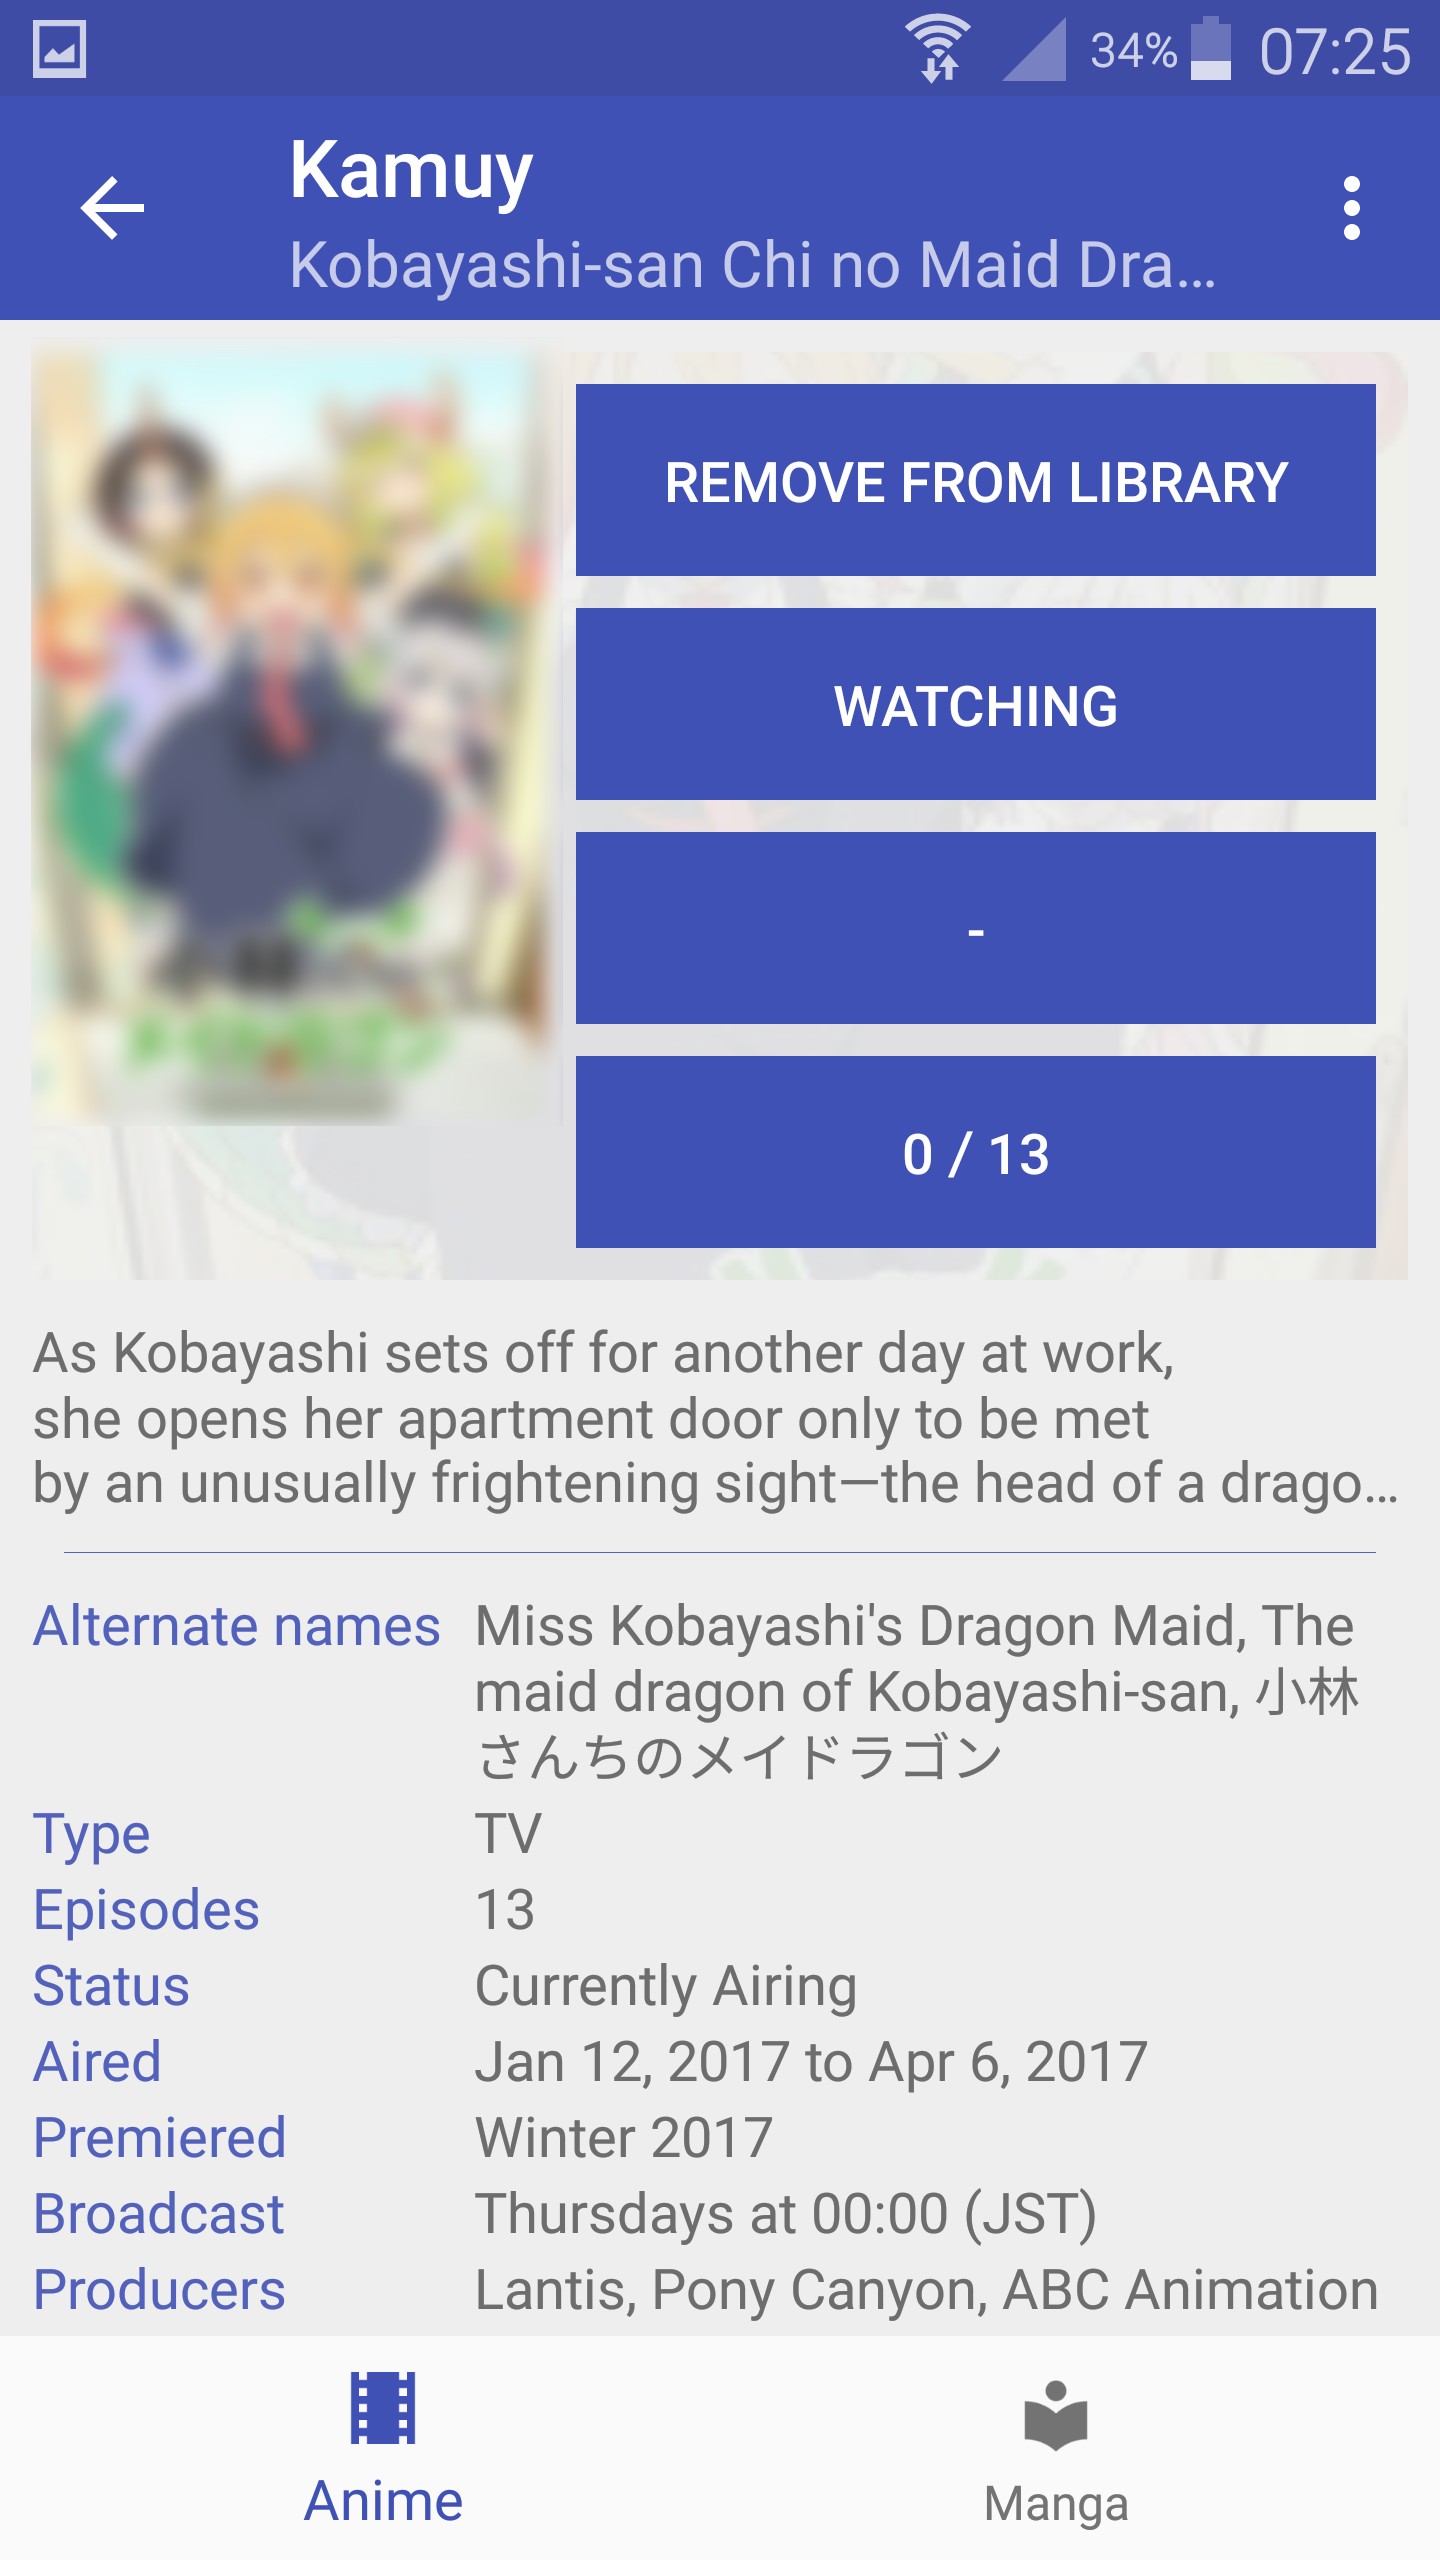 34% 07:25
Kamuy
Kobayashi-san Chi no Maid Dra...
REMOVE FROM LIBRARY
WATCHING
-
0 / 13
As Kobayashi sets off for another day at work,
she opens her apartment door only to be met
by an unusually frightening sight—the head of a drago...
Alternate names Miss Kobayashi's Dragon Maid, The
maid dragon of Kobayashi-san, 小林
さんちのメイドラゴン
Type TV
Episodes 13
Status Currently Airing
Aired Jan 12, 2017 to Apr 6, 2017
Premiered Winter 2017
Broadcast Thursdays at 00:00 (JST)
Producers Lantis, Pony Canyon, ABC Animation
Anime Manga